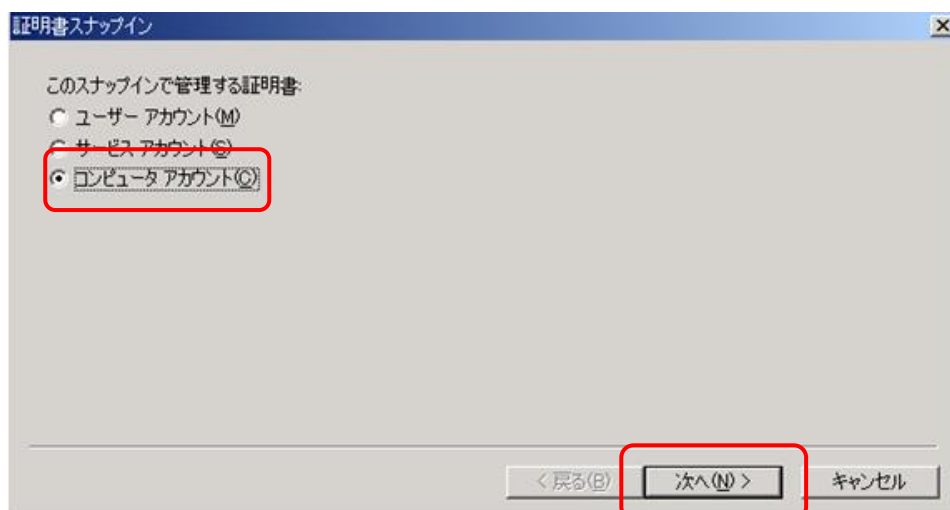 証明書スナップイン
このスナップインで管理する証明書:
ユーザー アカウント(M)
サービス アカウント(S)
コンピュータ アカウント(C)
< 戻る(B)
次へ(N) >
キャンセル